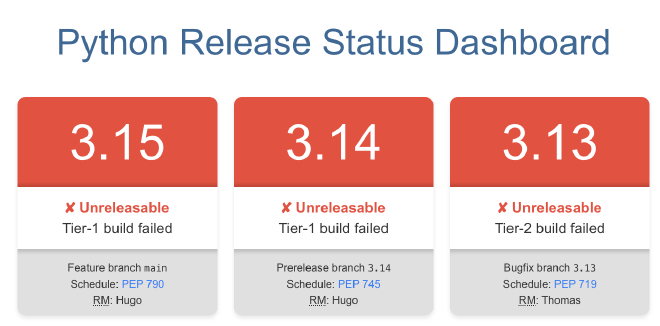 Python Release Status Dashboard
3.15
✘ Unreleasable
Tier-1 build failed
Feature branch main
Schedule: PEP 790
RM: Hugo
3.14
✘ Unreleasable
Tier-1 build failed
Prerelease branch 3.14
Schedule: PEP 745
RM: Hugo
3.13
✘ Unreleasable
Tier-2 build failed
Bugfix branch 3.13
Schedule: PEP 719
RM: Thomas